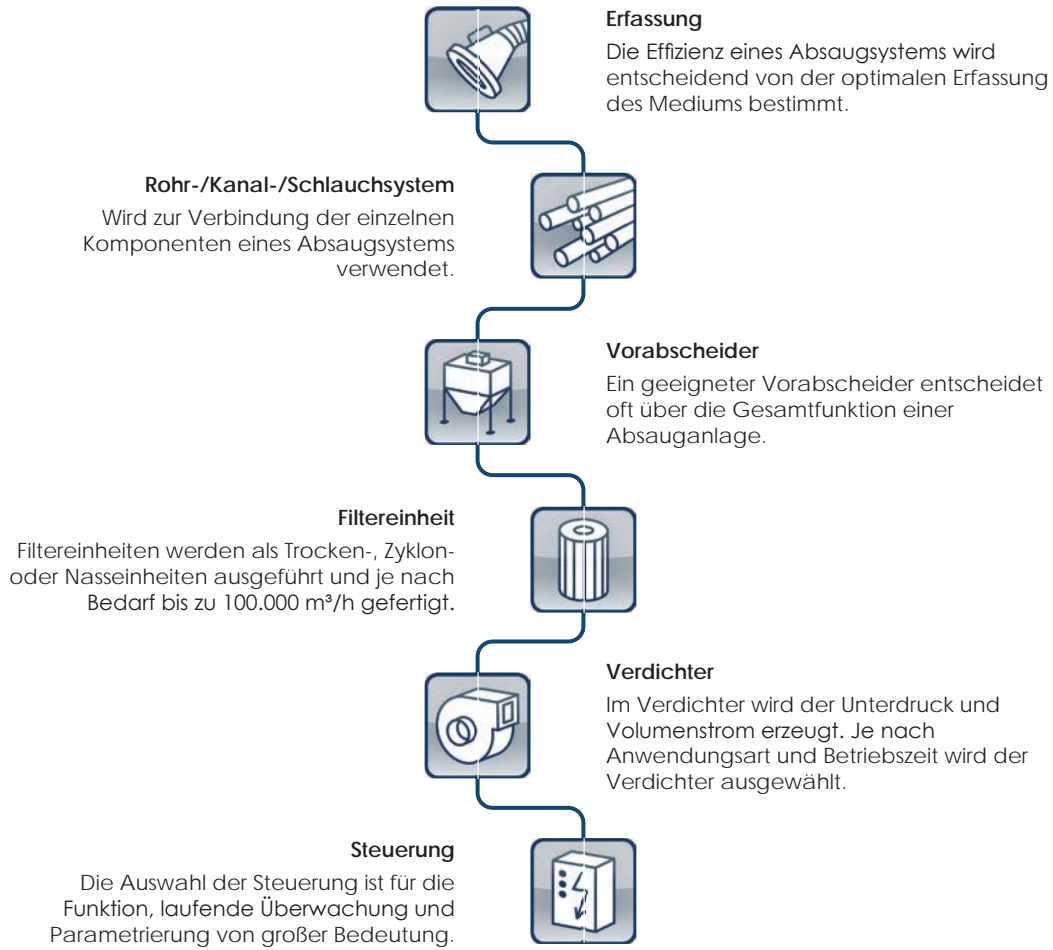 Erfassung
Die Effizienz eines Absaugsystems wird
entscheidend von der optimalen Erfassung
des Mediums bestimmt.
Rohr-/Kanal-/Schlauchsystem
Wird zur Verbindung der einzelnen
Komponenten eines Absaugsystems
verwendet.
Vorabscheider
Ein geeigneter Vorabscheider entscheidet
oft über die Gesamtfunktion einer
Absauganlage.
Filtereinheit
Filtereinheiten werden als Trocken-, Zyklon-
oder Nasseinheiten ausgeführt und je nach
Bedarf bis zu 100.000 m³/h gefertigt.
Verdichter
Im Verdichter wird der Unterdruck und
Volumenstrom erzeugt. Je nach
Anwendungsart und Betriebszeit wird der
Verdichter ausgewählt.
Steuerung
Die Auswahl der Steuerung ist für die
Funktion, laufende Überwachung und
Parametrierung von großer Bedeutung.